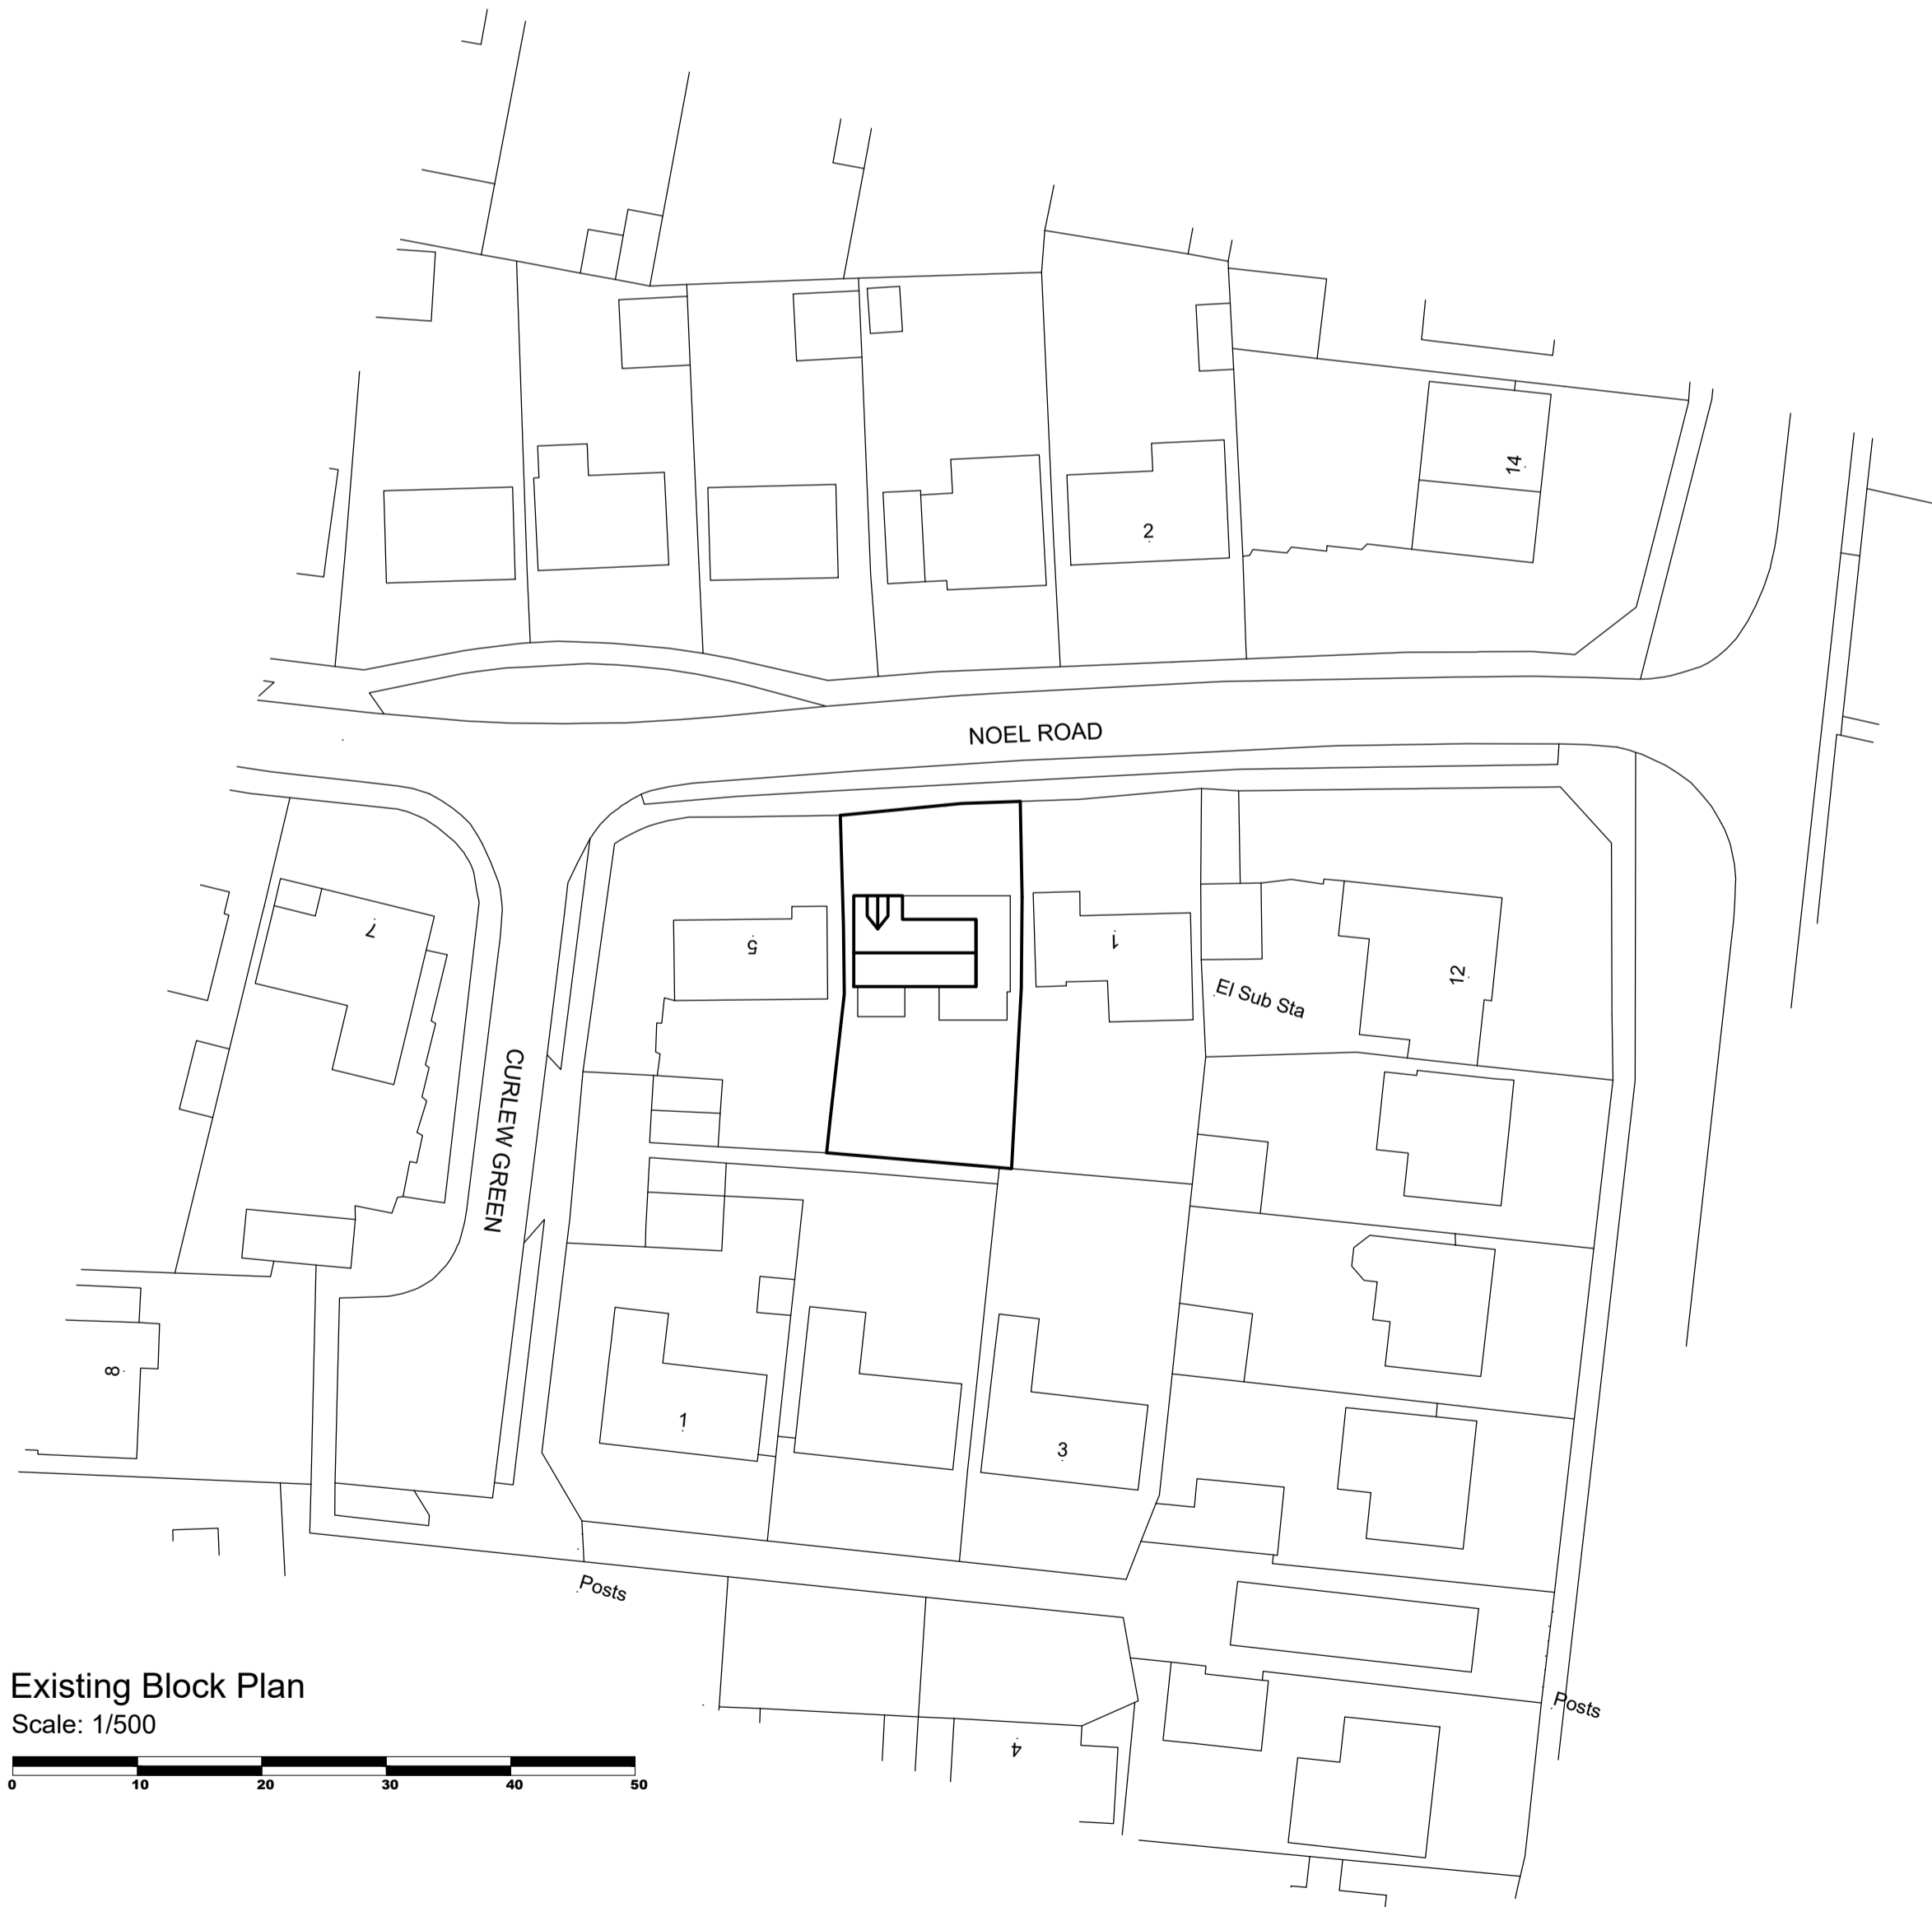 14
2
NOEL ROAD
7
5
1
12
El Sub Sta
CURLEW GREEN
8
1
3
Posts
Posts
4
Existing Block Plan
Scale: 1/500
0 10 20 30 40 50